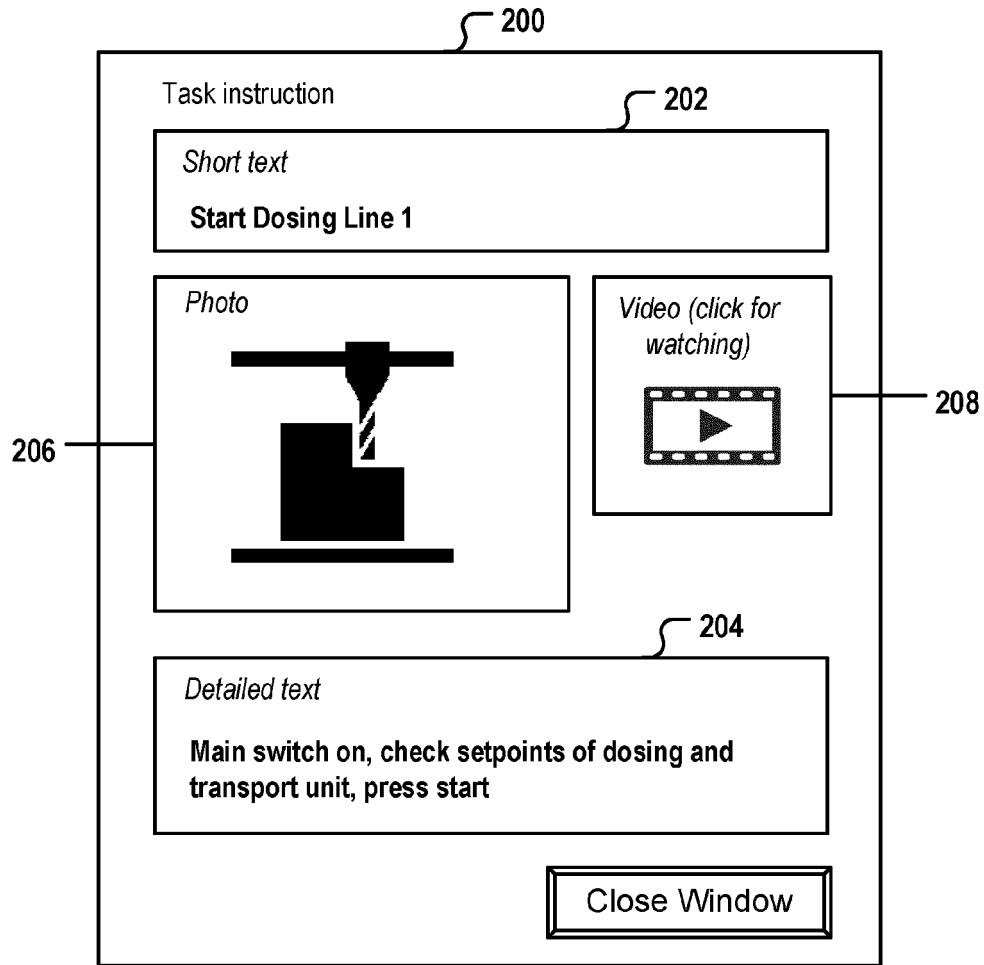 200
Task instruction
202
Short text
Start Dosing Line 1
Photo
Video (click for
watching)
208
206
204
Detailed text
Main switch on, check setpoints of dosing and
transport unit, press start
Close Window